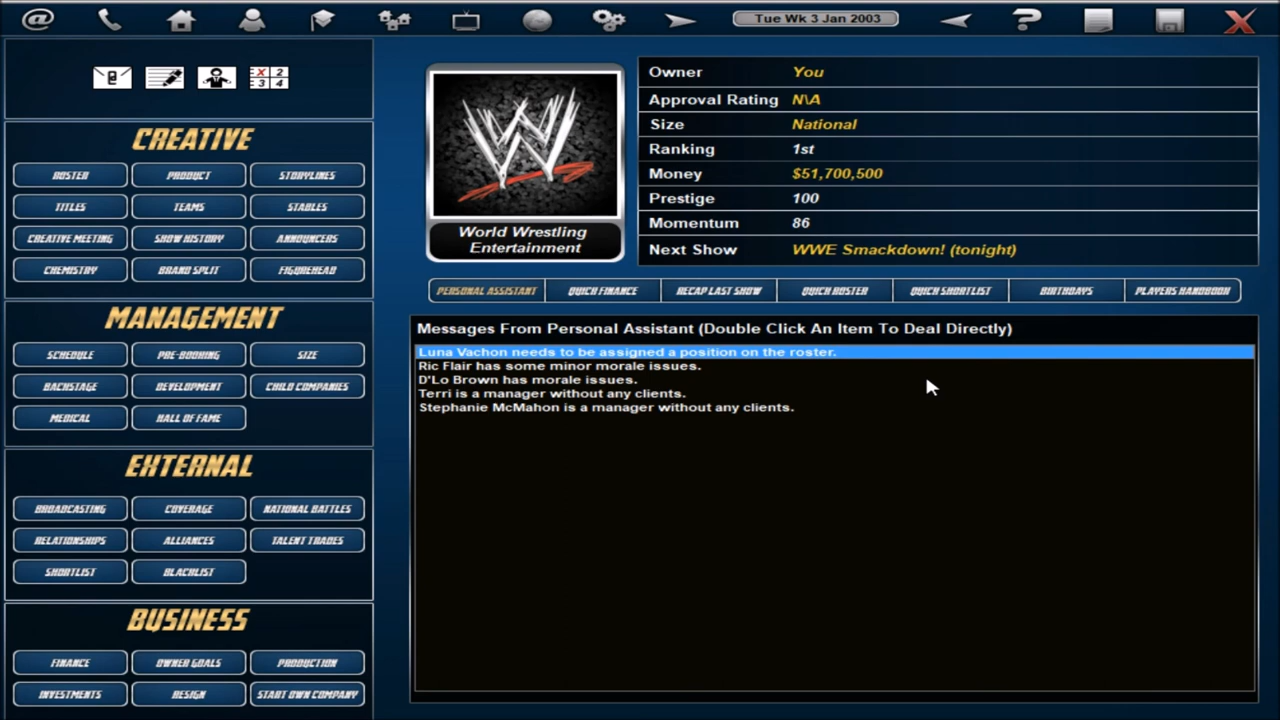 Tue Wk 3 Jan 2003
X 2
3 4
CREATIVE
ROSTER PRODUCT STORYLINES
TITLES TEAMS STABLES
CREATIVE MEETING SHOW HISTORY ANNOUNCERS
CHEMISTRY BRAND SPLIT FIGUREHEAD
MANAGEMENT
SCHEDULE PRE-BOOKING SIZE
BACKSTAGE DEVELOPMENT CHILD COMPANIES
MEDICAL HALL OF FAME
EXTERNAL
BROADCASTING COVERAGE NATIONAL BATTLES
RELATIONSHIPS ALLIANCES TALENT TRADES
SHORTLIST BLACKLIST
BUSINESS
FINANCE OWNER GOALS PRODUCTION
INVESTMENTS RESIGN START OWN COMPANY
World Wrestling
Entertainment
Owner You
Approval Rating N\A
Size National
Ranking 1st
Money $51,700,500
Prestige 100
Momentum 86
Next Show WWE Smackdown! (tonight)
PERSONAL ASSISTANT QUICK FINANCE RECAP LAST SHOW QUICK ROSTER QUICK SHORTLIST BIRTHDAYS PLAYERS HANDBOOK
Messages From Personal Assistant (Double Click An Item To Deal Directly)
Luna Vachon needs to be assigned a position on the roster.
Ric Flair has some minor morale issues.
D'Lo Brown has morale issues.
Terri is a manager without any clients.
Stephanie McMahon is a manager without any clients.